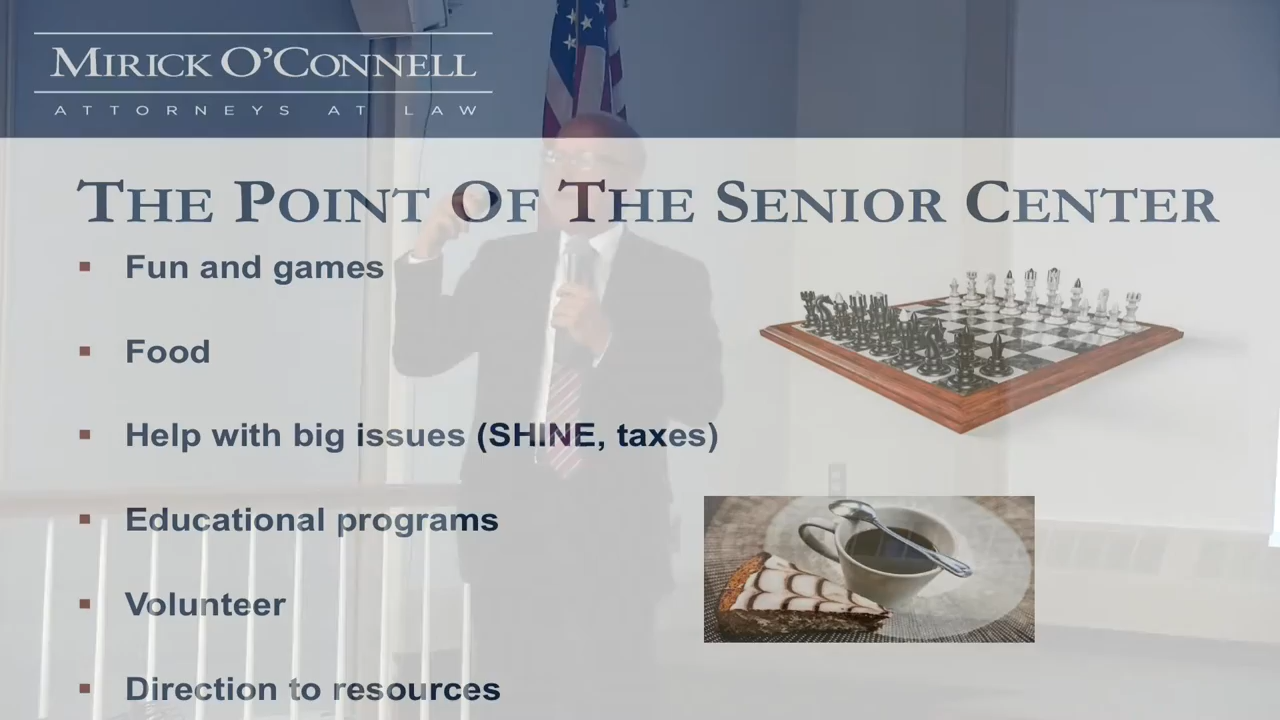 MIRICK O'CONNELL
ATTORNEYS AT LAW
THE POINT OF THE SENIOR CENTER
Fun and games
Food
Help with big issues (SHINE, taxes)
Educational programs
Volunteer
Direction to resources